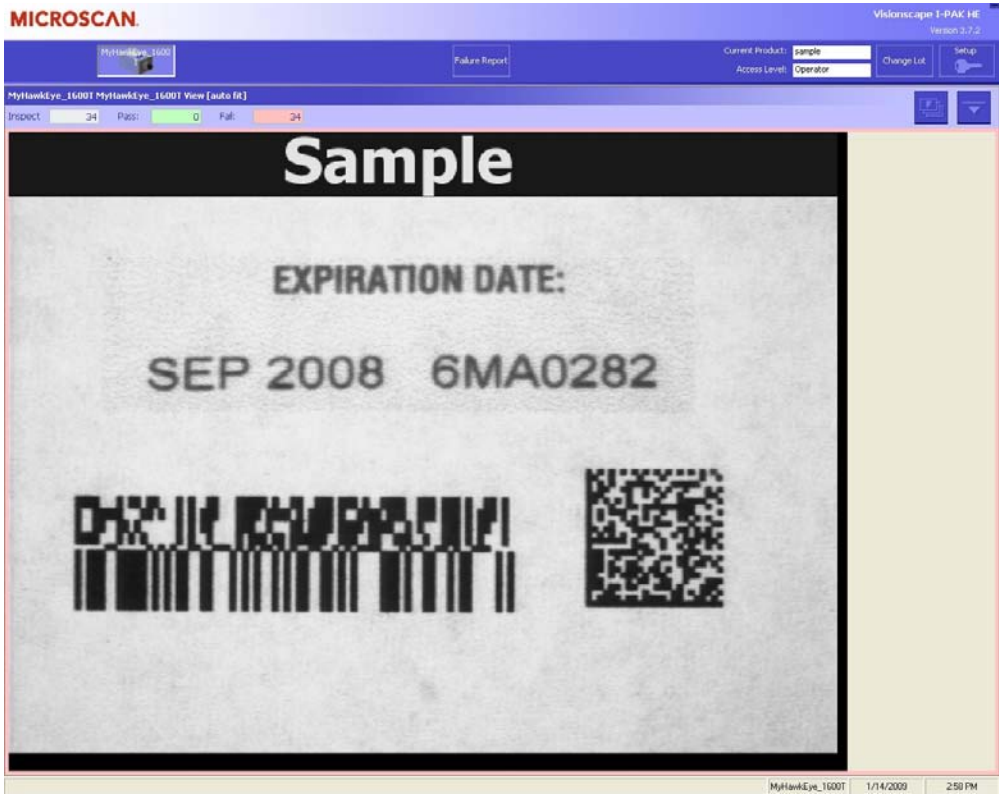 MICROSCAN.
Visionscape I-PAK HE
Version 3.7.2
MyHawkEye_1600
Failure Report
Current Product: sample
Access Level: Operator
Change Lot
Setup
MyHawkEye_1600T MyHawkEye_1600T View [auto fit]
Inspect 34 Pass: 0 Fail: 34
Sample
EXPIRATION DATE:
SEP 2008 6MA0282
MyHawkEye_1600T 1/14/2009 2:58 PM